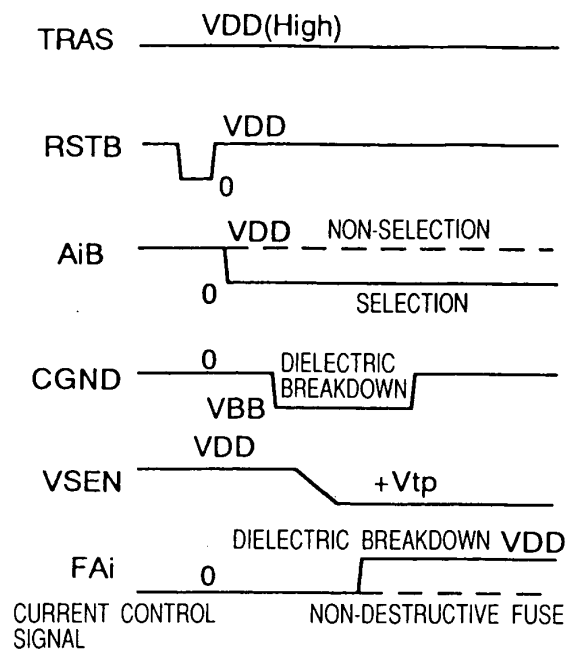 TRAS VDD(High)
RSTB VDD
0
AiB VDD NON-SELECTION
0 SELECTION
CGND 0 DIELECTRIC
BREAKDOWN
VBB
VDD
VSEN +Vtp
DIELECTRIC BREAKDOWN VDD
FAi 0
CURRENT CONTROL NON-DESTRUCTIVE FUSE
SIGNAL